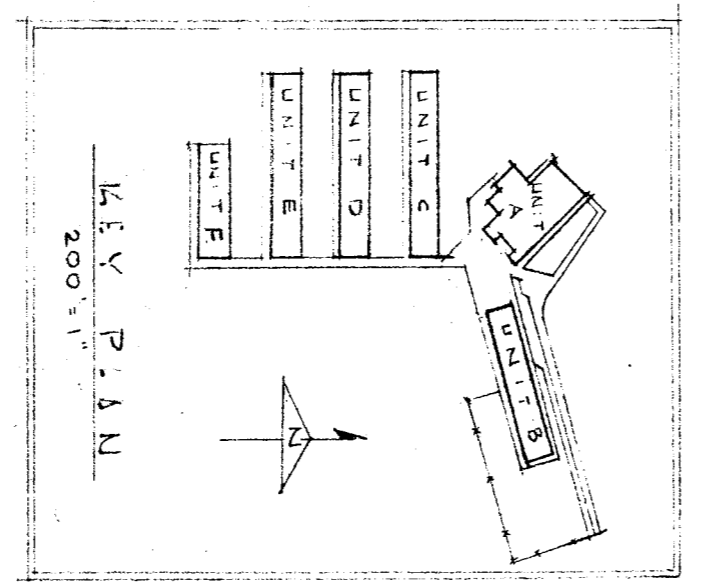 UNIT A
UNIT B
UNIT C
UNIT D
UNIT E
UNIT F
N
KEY PLAN
200' = 1"